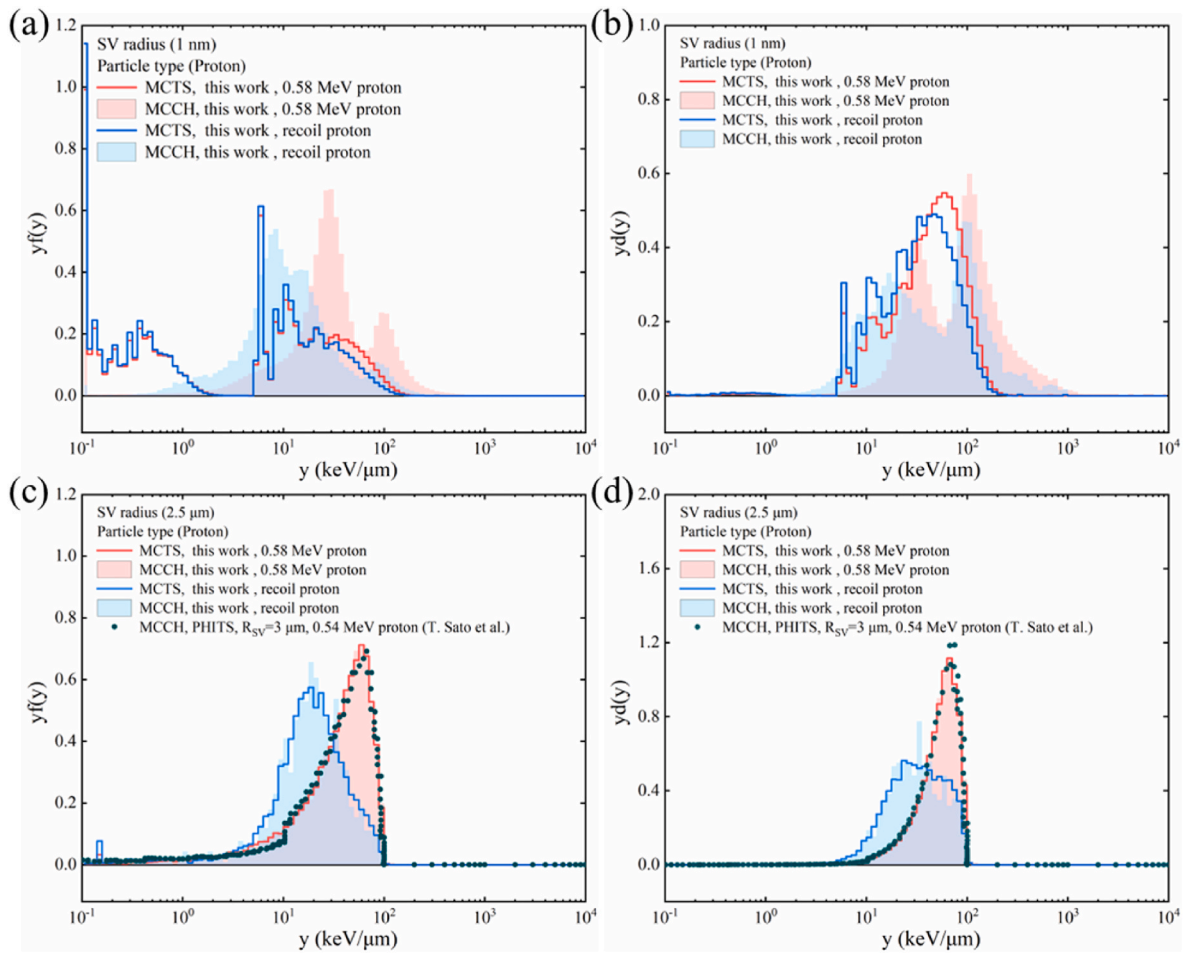 (a)
1.2
1.0
0.8
0.6
0.4
0.2
0.0
yf(y)
SV radius (1 nm)
Particle type (Proton)
MCTS, this work , 0.58 MeV proton
MCCH, this work , 0.58 MeV proton
MCTS, this work , recoil proton
MCCH, this work , recoil proton
10⁻¹ 10⁰ 10¹ 10² 10³ 10⁴
y (keV/μm)
(b)
1.0
0.8
0.6
0.4
0.2
0.0
yd(y)
SV radius (1 nm)
Particle type (Proton)
MCTS, this work , 0.58 MeV proton
MCCH, this work , 0.58 MeV proton
MCTS, this work , recoil proton
MCCH, this work , recoil proton
10⁻¹ 10⁰ 10¹ 10² 10³ 10⁴
y (keV/μm)
(c)
1.2
1.0
0.8
0.6
0.4
0.2
0.0
yf(y)
SV radius (2.5 μm)
Particle type (Proton)
MCTS, this work , 0.58 MeV proton
MCCH, this work , 0.58 MeV proton
MCTS, this work , recoil proton
MCCH, this work , recoil proton
MCCH, PHITS, R_SV=3 μm, 0.54 MeV proton (T. Sato et al.)
10⁻¹ 10⁰ 10¹ 10² 10³ 10⁴
y (keV/μm)
(d)
2.0
1.6
1.2
0.8
0.4
0.0
yd(y)
SV radius (2.5 μm)
Particle type (Proton)
MCTS, this work , 0.58 MeV proton
MCCH, this work , 0.58 MeV proton
MCTS, this work , recoil proton
MCCH, this work , recoil proton
MCCH, PHITS, R_SV=3 μm, 0.54 MeV proton (T. Sato et al.)
10⁻¹ 10⁰ 10¹ 10² 10³ 10⁴
y (keV/μm)